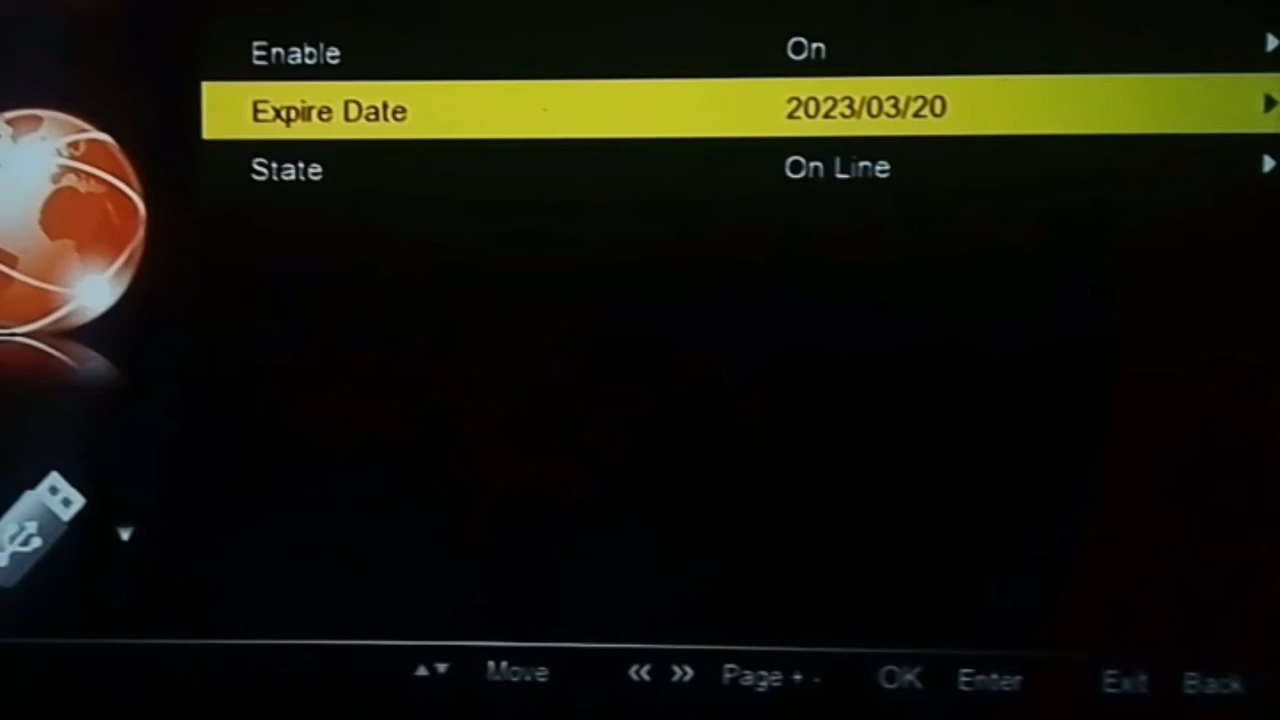 Enable On
Expire Date 2023/03/20
State On Line
Move Page + - OK Enter Exit Back